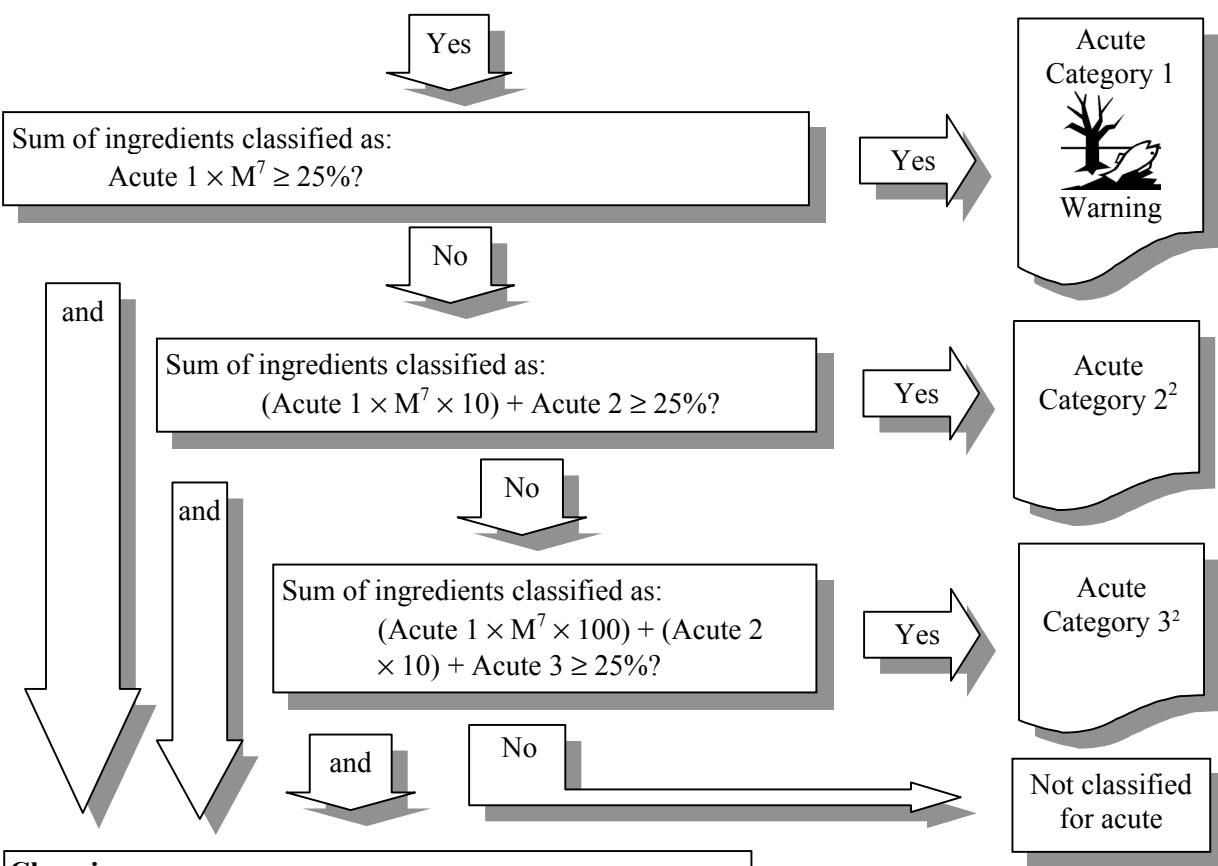 Yes
Acute
Category 1
Warning
Sum of ingredients classified as:
Acute 1 × M⁷ ≥ 25%?
Yes
No
and
Sum of ingredients classified as:
(Acute 1 × M⁷ × 10) + Acute 2 ≥ 25%?
Yes
Acute
Category 2²
No
and
Sum of ingredients classified as:
(Acute 1 × M⁷ × 100) + (Acute 2
× 10) + Acute 3 ≥ 25%?
Yes
Acute
Category 3²
and
No
Not classified
for acute